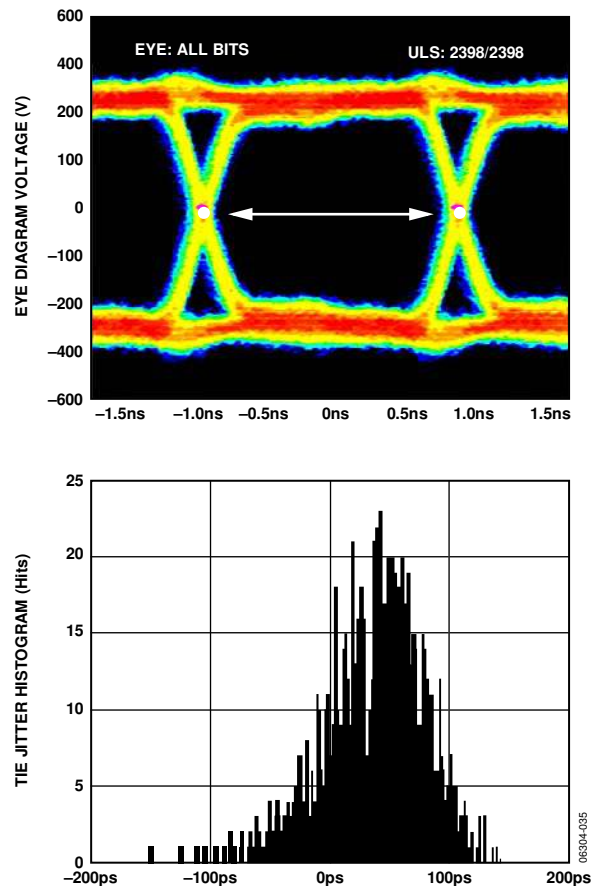 600
400
200
100
0
–100
–200
–400
–600
EYE DIAGRAM VOLTAGE (V)
EYE: ALL BITS
ULS: 2398/2398
–1.5ns –1.0ns –0.5ns 0ns 0.5ns 1.0ns 1.5ns
25
20
15
10
5
0
TIE JITTER HISTOGRAM (Hits)
–200ps –100ps 0ps 100ps 200ps
06304-035